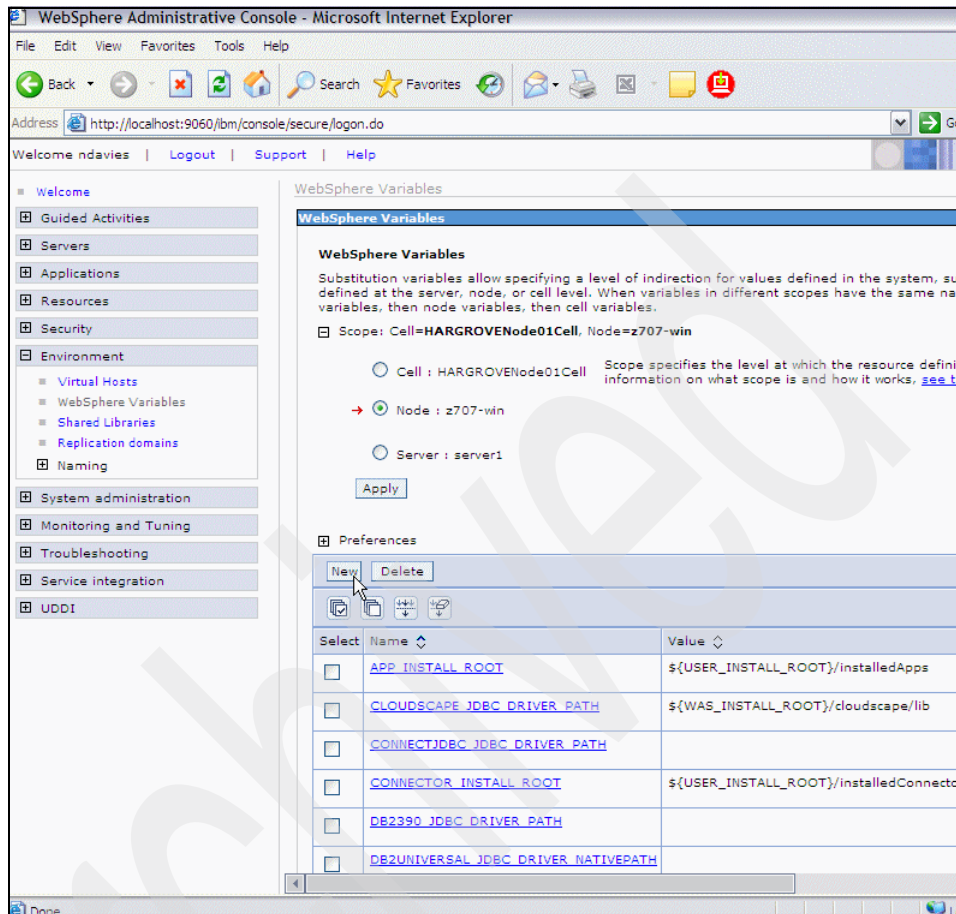 WebSphere Administrative Console - Microsoft Internet Explorer
File Edit View Favorites Tools Help
Back Search Favorites
Address http://localhost:9060/ibm/console/secure/logon.do
Welcome ndavies | Logout | Support | Help
Welcome
Guided Activities
Servers
Applications
Resources
Security
Environment
Virtual Hosts
WebSphere Variables
Shared Libraries
Replication domains
Naming
System administration
Monitoring and Tuning
Troubleshooting
Service integration
UDDI
WebSphere Variables
WebSphere Variables
WebSphere Variables
Substitution variables allow specifying a level of indirection for values defined in the system, su
defined at the server, node, or cell level. When variables in different scopes have the same na
variables, then node variables, then cell variables.
Scope: Cell=HARGROVENode01Cell, Node=z707-win
Cell : HARGROVENode01Cell
Scope specifies the level at which the resource defini
information on what scope is and how it works, see t
Node : z707-win
Server : server1
Apply
Preferences
New Delete
Select Name Value
APP_INSTALL_ROOT ${USER_INSTALL_ROOT}/installedApps
CLOUDSCAPE_JDBC_DRIVER_PATH ${WAS_INSTALL_ROOT}/cloudscape/lib
CONNECTJDBC_JDBC_DRIVER_PATH
CONNECTOR_INSTALL_ROOT ${USER_INSTALL_ROOT}/installedConnecto
DB2390_JDBC_DRIVER_PATH
DB2UNIVERSAL_JDBC_DRIVER_NATIVEPATH
Done